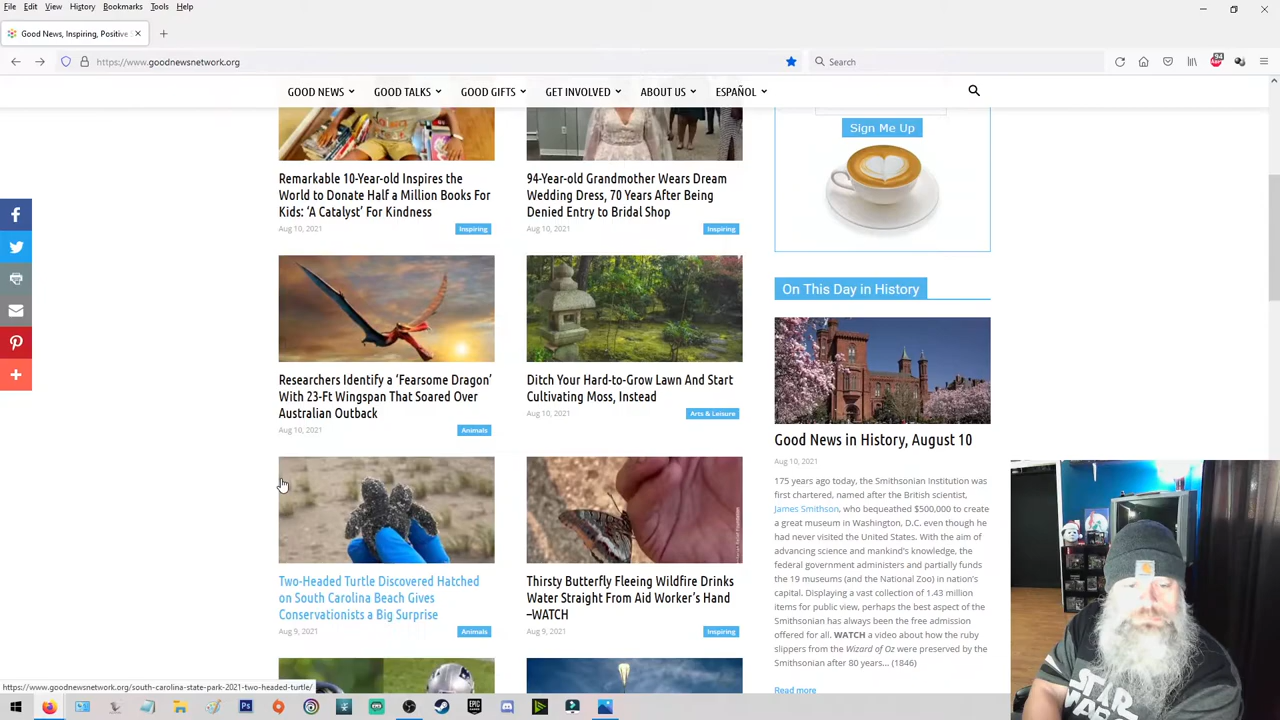 File Edit View History Bookmarks Tools Help
Good News, Inspiring, Positive
https://www.goodnewsnetwork.org
Search
94
GOOD NEWS GOOD TALKS GOOD GIFTS GET INVOLVED ABOUT US ESPAÑOL
Sign Me Up
Remarkable 10-Year-old Inspires the
World to Donate Half a Million Books For
Kids: ‘A Catalyst’ For Kindness
Aug 10, 2021
Inspiring
94-Year-old Grandmother Wears Dream
Wedding Dress, 70 Years After Being
Denied Entry to Bridal Shop
Aug 10, 2021
Inspiring
Researchers Identify a ‘Fearsome Dragon’
With 23-Ft Wingspan That Soared Over
Australian Outback
Aug 10, 2021
Animals
Ditch Your Hard-to-Grow Lawn And Start
Cultivating Moss, Instead
Aug 10, 2021
Arts & Leisure
Two-Headed Turtle Discovered Hatched
on South Carolina Beach Gives
Conservationists a Big Surprise
Aug 9, 2021
Animals
Thirsty Butterfly Fleeing Wildfire Drinks
Water Straight From Aid Worker’s Hand
–WATCH
Aug 9, 2021
Inspiring
On This Day in History
Good News in History, August 10
Aug 10, 2021
175 years ago today, the Smithsonian Institution was
first chartered, named after the British scientist,
James Smithson, who bequeathed $500,000 to create
a great museum in Washington, D.C. even though he
had never visited the United States. With the aim of
advancing science and mankind’s knowledge, the
federal government administers and partially funds
the 19 museums (and the National Zoo) in nation’s
capital. Displaying a vast collection of 1.43 million
items for public view, perhaps the best aspect of the
Smithsonian has always been the free admission
offered for all. WATCH a video about how the ruby
slippers from the Wizard of Oz were preserved by the
Smithsonian after 80 years… (1846)
Read more
https://www.goodnewsnetwork.org/south-carolina-state-park-2021-two-headed-turtle/
carhartt
STAR
WARS